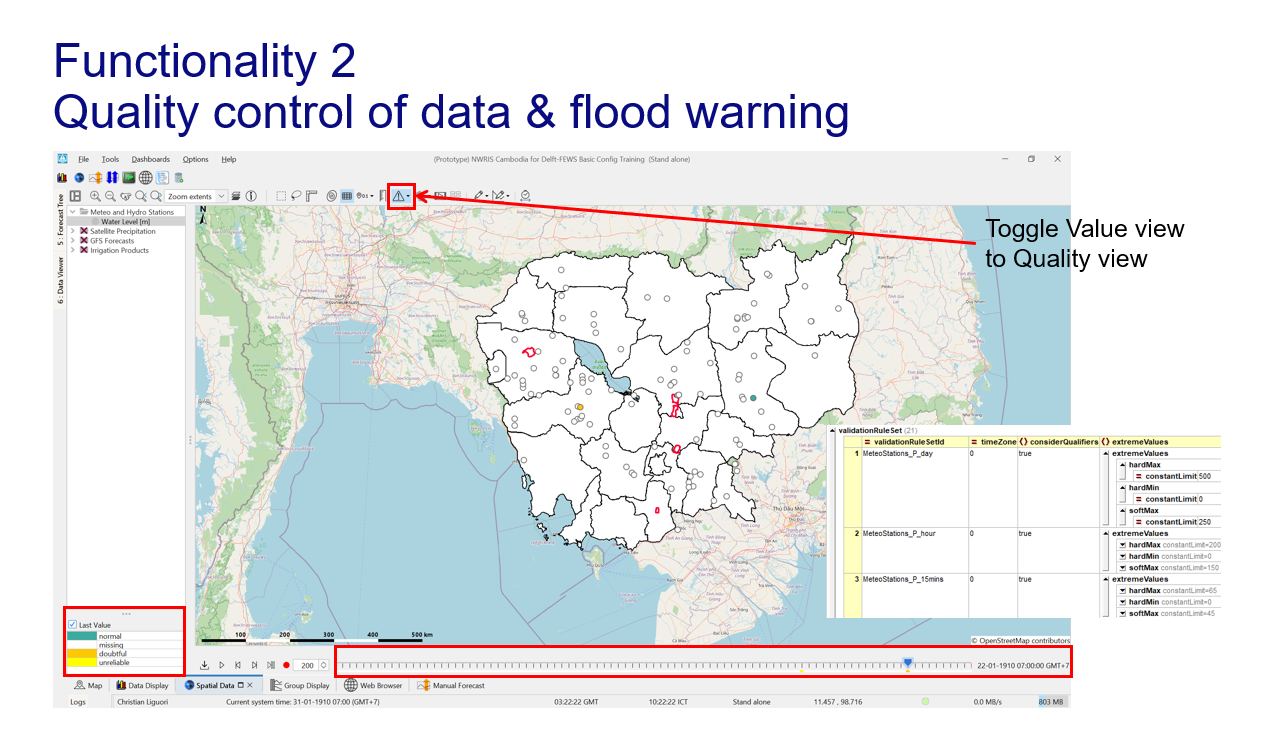 Functionality 2
Quality control of data & flood warning
File Tools Dashboards Options Help
(Prototype) NWRIS Cambodia for Delft-FEWS Basic Config Training (Stand alone)
Zoom extents
5 : Forecast Tree
6 : Data Viewer
Meteo and Hydro Stations
Water Level [m]
Satellite Precipitation
GFS Forecasts
Irrigation Products
N
Toggle Value view
to Quality view
validationRuleSet (21)
= validationRuleSetId = timeZone () considerQualifiers () extremeValues
1 MeteoStations_P_day 0 true extremeValues
hardMax
= constantLimit 500
hardMin
= constantLimit 0
softMax
= constantLimit 250
2 MeteoStations_P_hour 0 true extremeValues
hardMax constantLimit=200
hardMin constantLimit=0
softMax constantLimit=150
3 MeteoStations_P_15mins 0 true extremeValues
hardMax constantLimit=65
hardMin constantLimit=0
softMax constantLimit=45
Last Value
normal
missing
doubtful
unreliable
100 200 300 400 500 km
© OpenStreetMap contributors
200
22-01-1910 07:00:00 GMT+7
Map Data Display Spatial Data Group Display Web Browser Manual Forecast
Logs Christian Liguori Current system time: 31-01-1910 07:00 (GMT+7) 03:22:22 GMT 10:22:22 ICT Stand alone 11.457 , 98.716 0.0 MB/s 803 MB